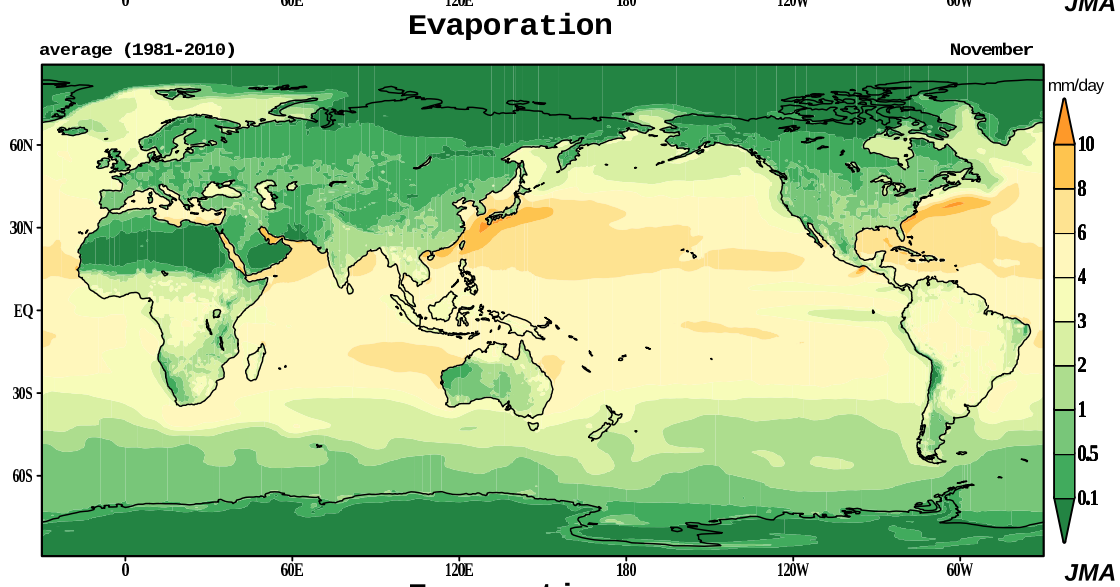 0 60E 120E 180 120W 60W JMA
Evaporation
average (1981-2010) November
mm/day
10
60N
8
30N 6
4
EQ
3
2
30S
1
0.5
60S
0.1
0 60E 120E 180 120W 60W JMA
Evaporation